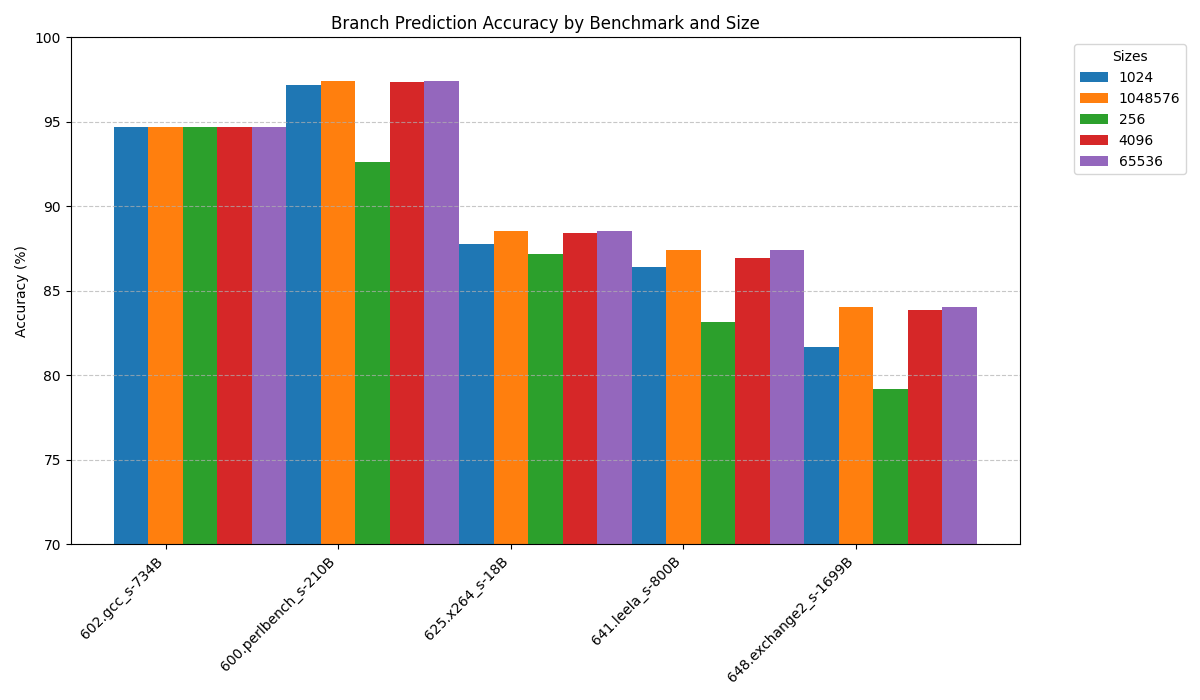 Branch Prediction Accuracy by Benchmark and Size
Accuracy (%)
100
95
90
85
80
75
70
602.gcc_s-734B
600.perlbench_s-210B
625.x264_s-18B
641.leela_s-800B
648.exchange2_s-1699B
Sizes
1024
1048576
256
4096
65536